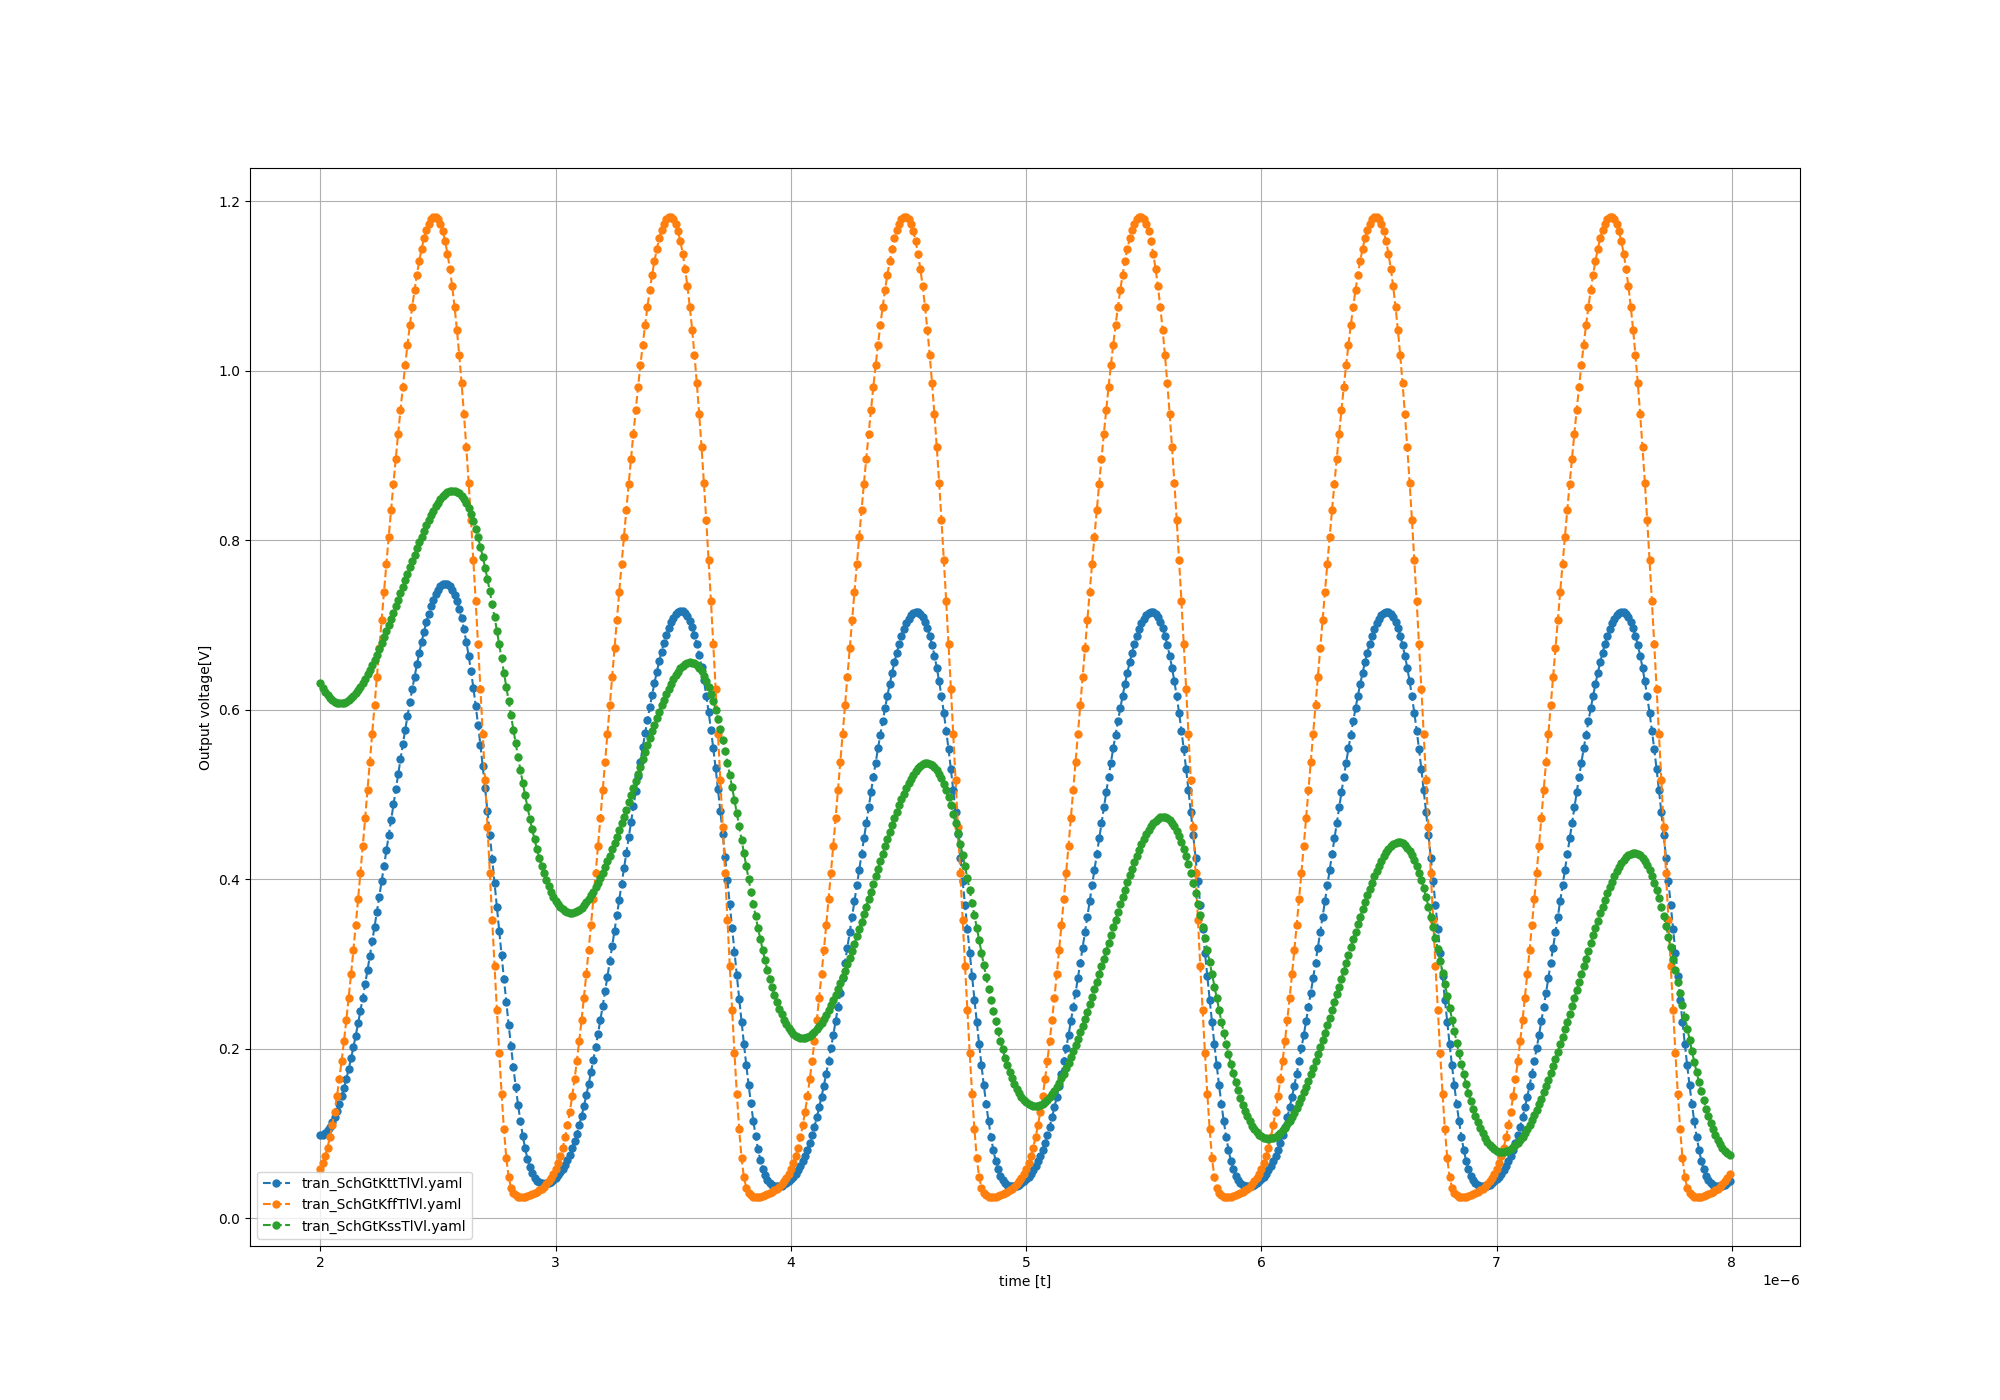 1.2
1.0
0.8
0.6
0.4
0.2
0.0
Output voltage[V]
tran_SchGtKttTlVl.yaml
tran_SchGtKffTlVl.yaml
tran_SchGtKssTlVl.yaml
2 3 4 5 6 7 8
time [t]
1e−6